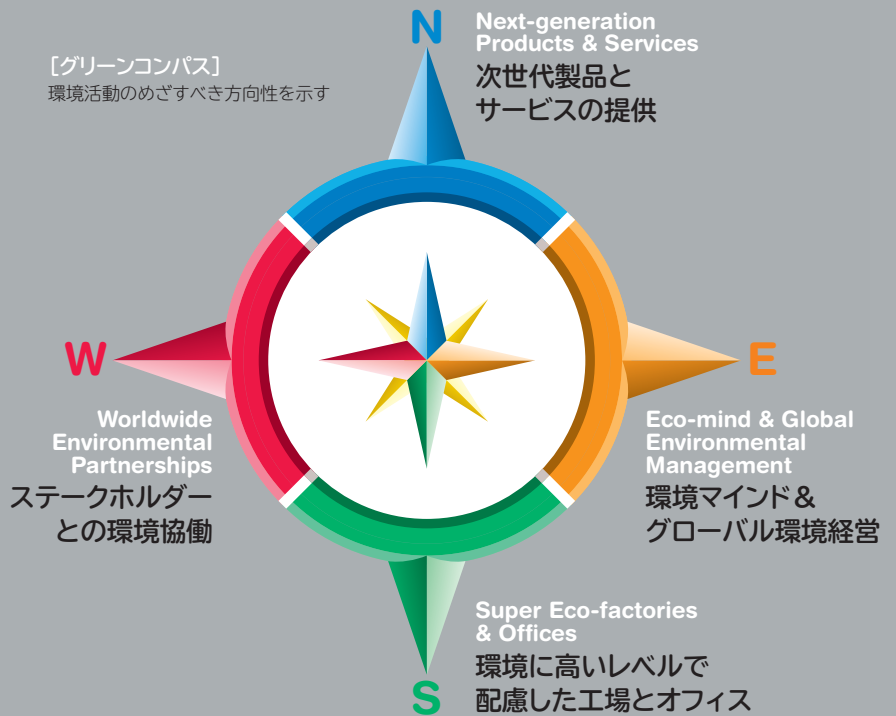 [グリーンコンパス]
環境活動のめざすべき方向性を示す
N
Next-generation
Products & Services
次世代製品と
サービスの提供
W
Worldwide
Environmental
Partnerships
ステークホルダー
との環境協働
E
Eco-mind & Global
Environmental
Management
環境マインド＆
グローバル環境経営
S
Super Eco-factories
& Offices
環境に高いレベルで
配慮した工場とオフィス